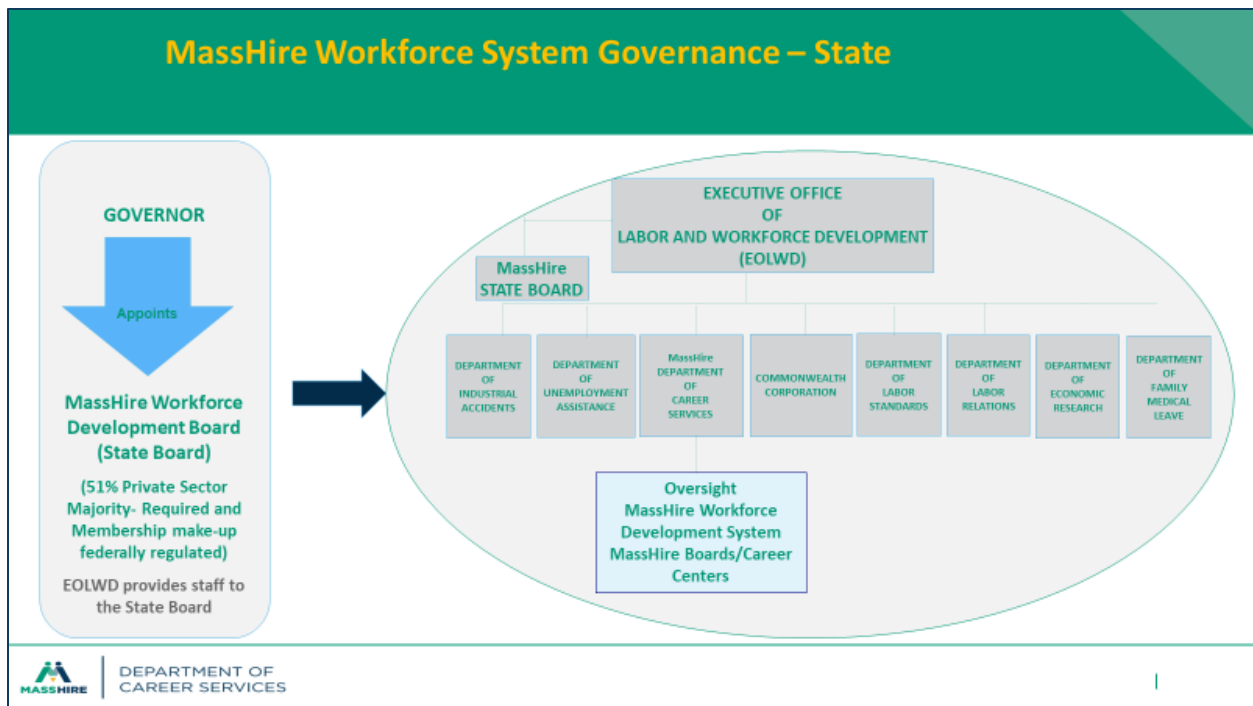 MassHire Workforce System Governance – State
GOVERNOR
Appoints
MassHire Workforce
Development Board
(State Board)
(51% Private Sector
Majority- Required and
Membership make-up
federally regulated)
EOLWD provides staff to
the State Board
EXECUTIVE OFFICE
OF
LABOR AND WORKFORCE DEVELOPMENT
(EOLWD)
MassHire
STATE BOARD
DEPARTMENT
OF
INDUSTRIAL
ACCIDENTS
DEPARTMENT
OF
UNEMPLOYMENT
ASSISTANCE
MassHire
DEPARTMENT
OF
CAREER
SERVICES
COMMONWEALTH
CORPORATION
DEPARTMENT
OF
LABOR
STANDARDS
DEPARTMENT
OF
LABOR
RELATIONS
DEPARTMENT
OF
ECONOMIC
RESEARCH
DEPARTMENT
OF
FAMILY
MEDICAL
LEAVE
Oversight
MassHire Workforce
Development System
MassHire Boards/Career
Centers
MASSHIRE
DEPARTMENT OF
CAREER SERVICES